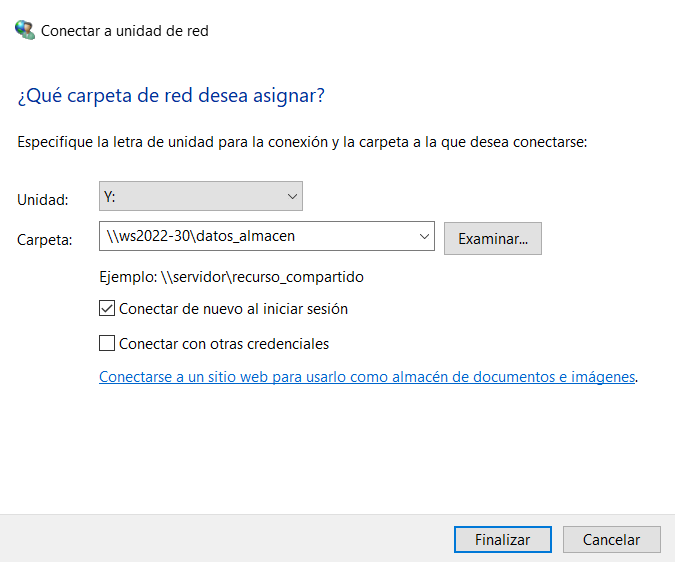 Conectar a unidad de red
¿Qué carpeta de red desea asignar?
Especifique la letra de unidad para la conexión y la carpeta a la que desea conectarse:
Unidad: Y:
Carpeta: \\ws2022-30\datos_almacen Examinar...
Ejemplo: \\servidor\recurso_compartido
Conectar de nuevo al iniciar sesión
Conectar con otras credenciales
Conectarse a un sitio web para usarlo como almacén de documentos e imágenes.
Finalizar Cancelar